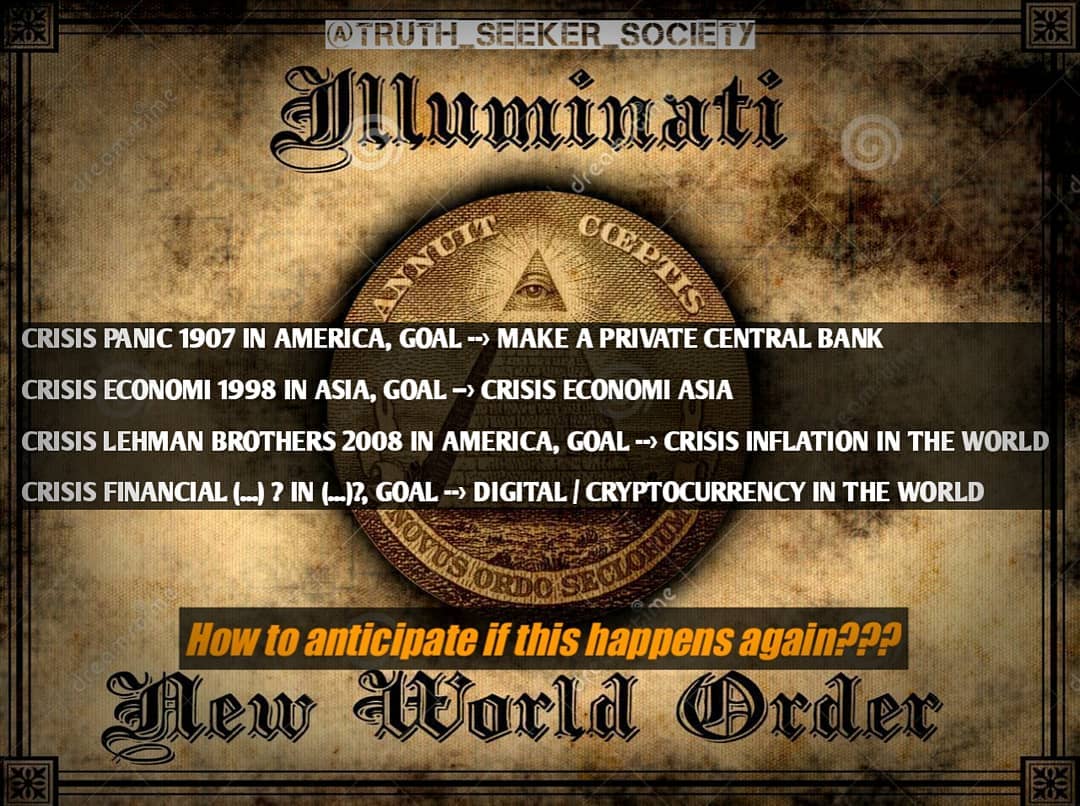 @TRUTH_SEEKER_SOCIETY
Illuminati
ANNUIT CŒPTIS
CRISIS PANIC 1907 IN AMERICA, GOAL --> MAKE A PRIVATE CENTRAL BANK
CRISIS ECONOMI 1998 IN ASIA, GOAL --> CRISIS ECONOMI ASIA
CRISIS LEHMAN BROTHERS 2008 IN AMERICA, GOAL --> CRISIS INFLATION IN THE WORLD
CRISIS FINANCIAL (...) ? IN (...)?, GOAL --> DIGITAL / CRYPTOCURRENCY IN THE WORLD
NOVUS ORDO SECLORUM
How to anticipate if this happens again???
New World Order